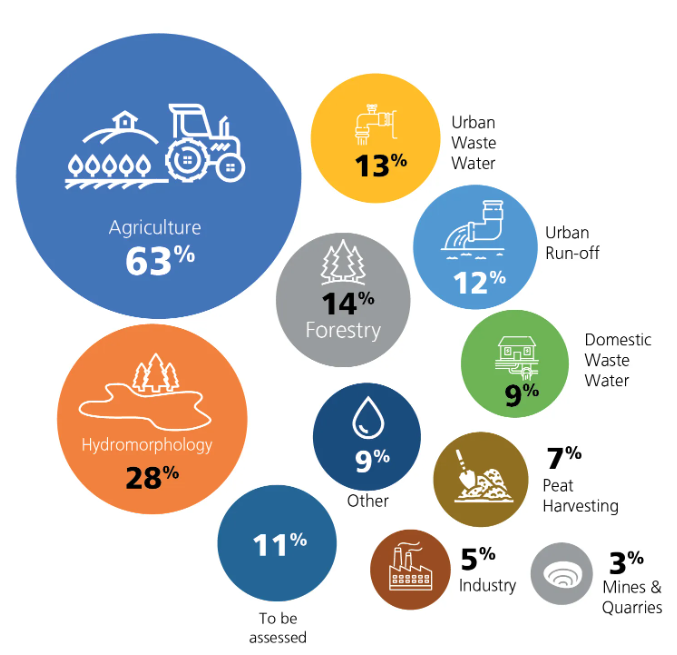 Agriculture
63%
13%
Urban
Waste
Water
12%
Urban
Run-off
14%
Forestry
Hydromorphology
28%
9%
Domestic
Waste
Water
9%
Other
7%
Peat
Harvesting
11%
To be
assessed
5%
Industry
3%
Mines &
Quarries